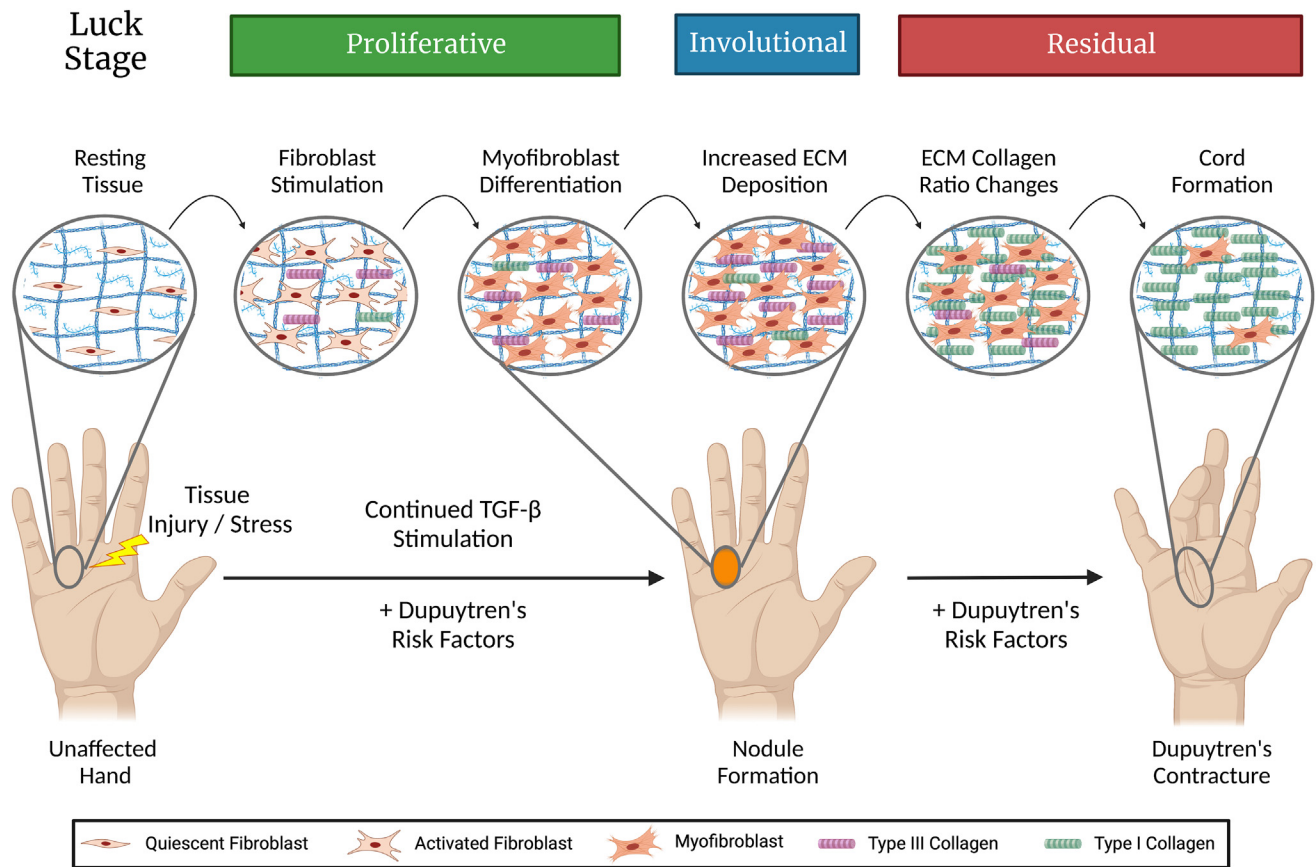 Luck
Stage
Proliferative
Involutional
Residual
Resting
Tissue
Fibroblast
Stimulation
Myofibroblast
Differentiation
Increased ECM
Deposition
ECM Collagen
Ratio Changes
Cord
Formation
Tissue
Injury / Stress
Continued TGF-β
Stimulation
+ Dupuytren's
Risk Factors
+ Dupuytren's
Risk Factors
Unaffected
Hand
Nodule
Formation
Dupuytren's
Contracture
Quiescent Fibroblast
Activated Fibroblast
Myofibroblast
Type III Collagen
Type I Collagen